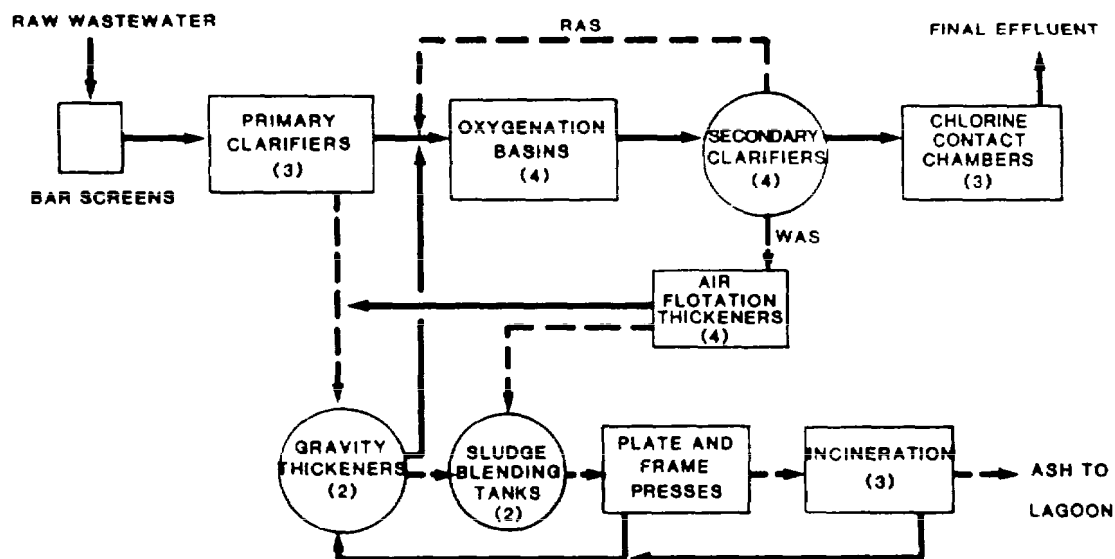 RAW WASTEWATER
RAS
FINAL EFFLUENT
PRIMARY
CLARIFIERS
(3)
OXYGENATION
BASINS
(4)
SECONDARY
CLARIFIERS
(4)
CHLORINE
CONTACT
CHAMBERS
(3)
BAR SCREENS
WAS
AIR
FLOTATION
THICKENERS
(4)
GRAVITY
THICKENERS
(2)
SLUDGE
BLENDING
TANKS
(2)
PLATE AND
FRAME
PRESSES
INCINERATION
(3)
ASH TO
LAGOON